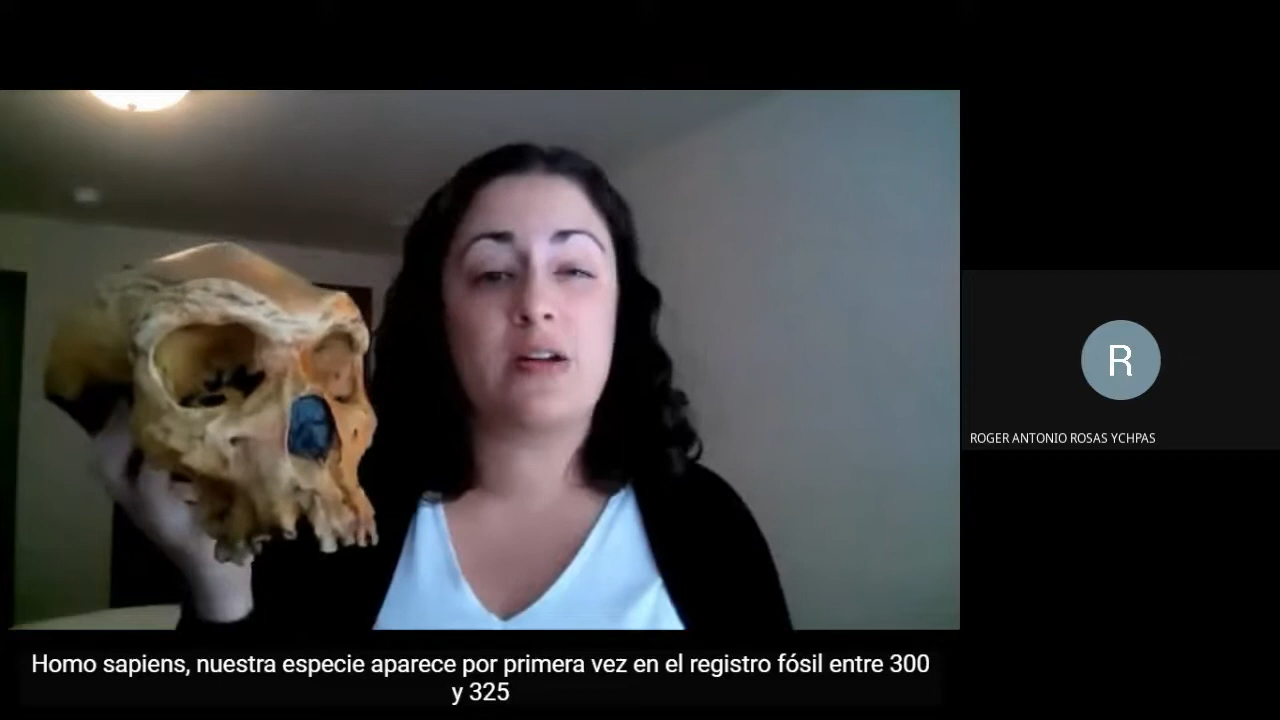 R
ROGER ANTONIO ROSAS YCHPAS
Homo sapiens, nuestra especie aparece por primera vez en el registro fósil entre 300
y 325